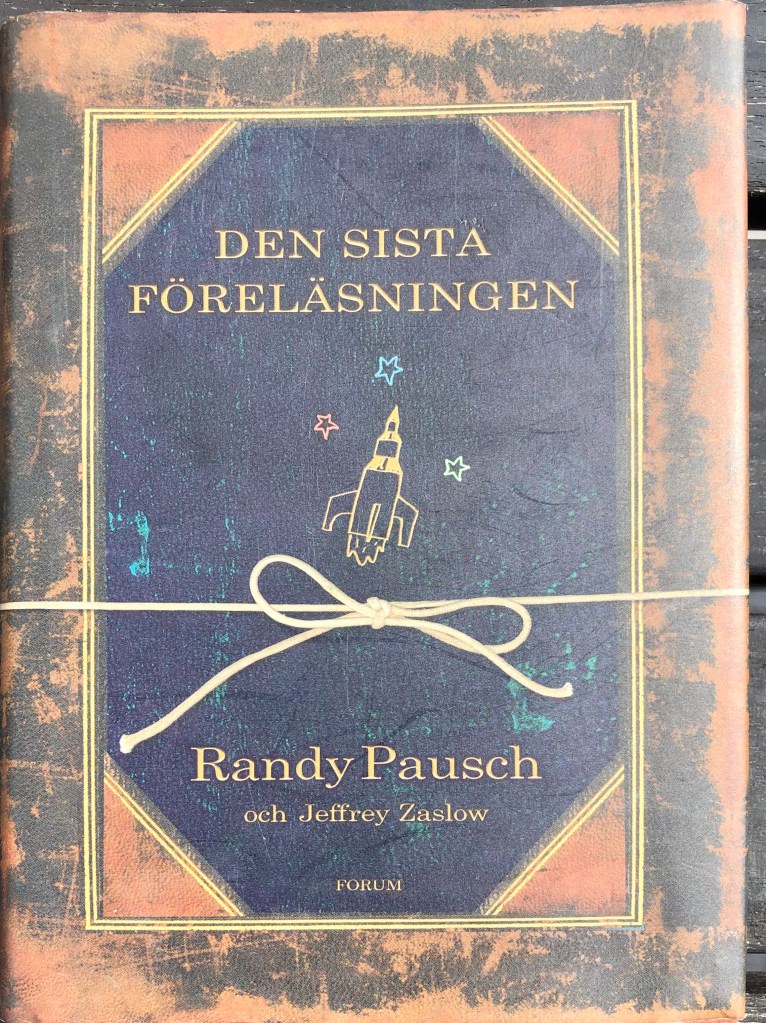 DEN SISTA
FÖRELÄSNINGEN
Randy Pausch
och Jeffrey Zaslow
FORUM